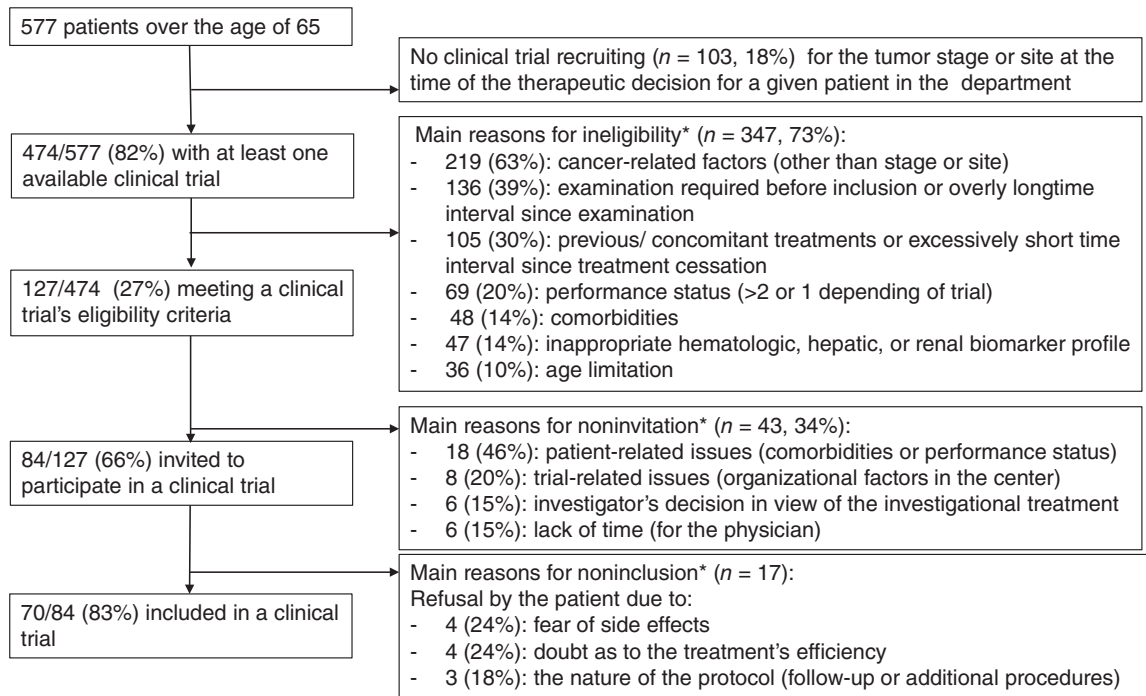 577 patients over the age of 65
No clinical trial recruiting (n = 103, 18%) for the tumor stage or site at the
time of the therapeutic decision for a given patient in the department
474/577 (82%) with at least one
available clinical trial
Main reasons for ineligibility* (n = 347, 73%):
- 219 (63%): cancer-related factors (other than stage or site)
- 136 (39%): examination required before inclusion or overly longtime
interval since examination
- 105 (30%): previous/ concomitant treatments or excessively short time
interval since treatment cessation
- 69 (20%): performance status (>2 or 1 depending of trial)
- 48 (14%): comorbidities
- 47 (14%): inappropriate hematologic, hepatic, or renal biomarker profile
- 36 (10%): age limitation
127/474 (27%) meeting a clinical
trial's eligibility criteria
Main reasons for noninvitation* (n = 43, 34%):
- 18 (46%): patient-related issues (comorbidities or performance status)
- 8 (20%): trial-related issues (organizational factors in the center)
- 6 (15%): investigator's decision in view of the investigational treatment
- 6 (15%): lack of time (for the physician)
84/127 (66%) invited to
participate in a clinical trial
Main reasons for noninclusion* (n = 17):
Refusal by the patient due to:
- 4 (24%): fear of side effects
- 4 (24%): doubt as to the treatment's efficiency
- 3 (18%): the nature of the protocol (follow-up or additional procedures)
70/84 (83%) included in a clinical
trial